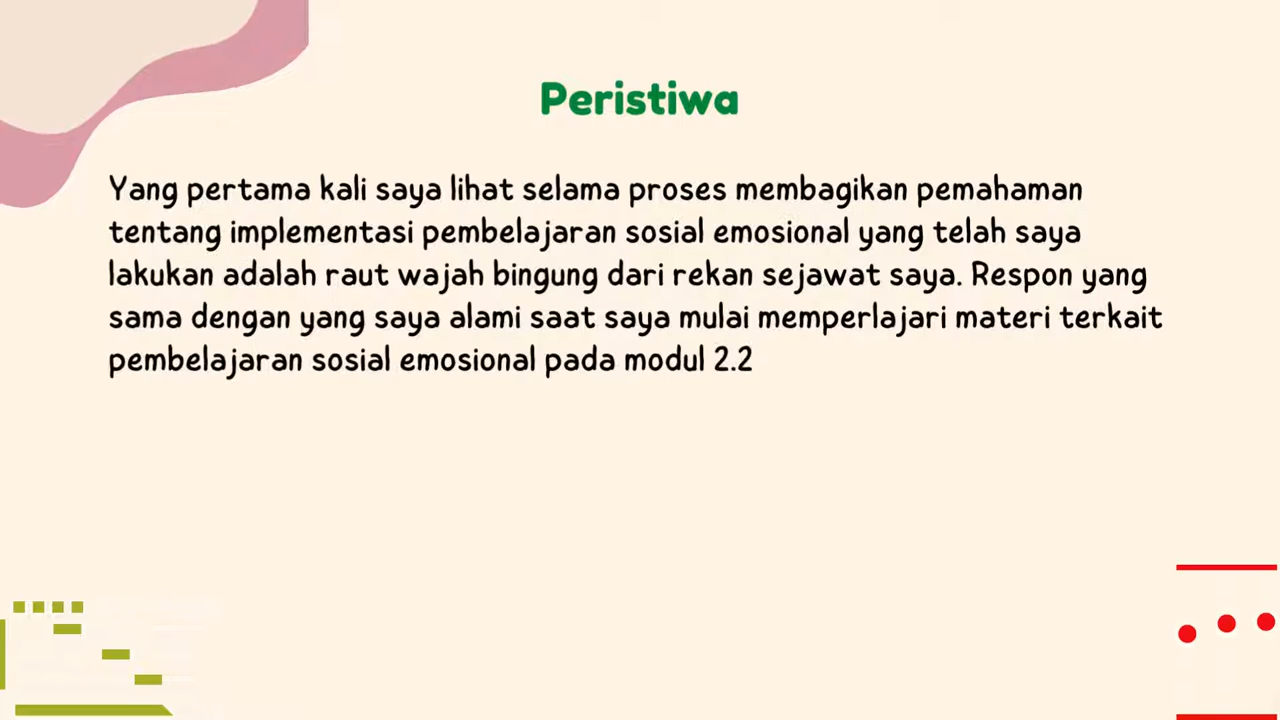 Peristiwa
Yang pertama kali saya lihat selama proses membagikan pemahaman
tentang implementasi pembelajaran sosial emosional yang telah saya
lakukan adalah raut wajah bingung dari rekan sejawat saya. Respon yang
sama dengan yang saya alami saat saya mulai memperlajari materi terkait
pembelajaran sosial emosional pada modul 2.2